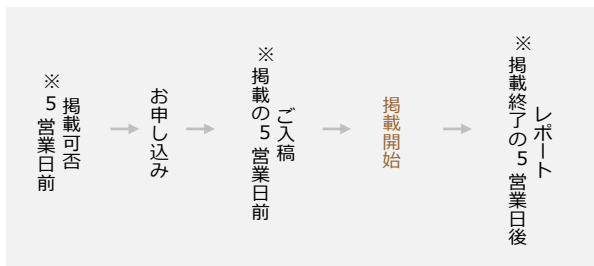 掲載可否
※５営業日前
お申し込み
ご入稿
※掲載の５営業日前
掲載開始
レポート
※掲載終了の５営業日後